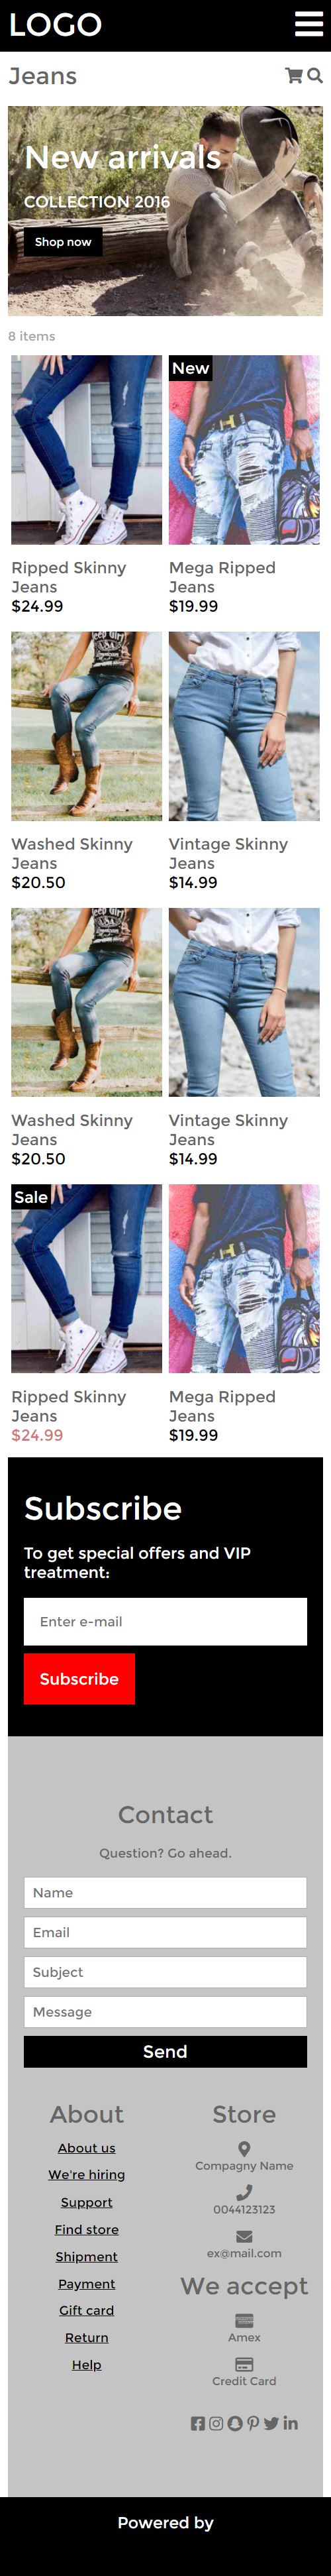 LOGO
Jeans
New arrivals
COLLECTION 2016
Shop now
8 items
New
Ripped Skinny
Jeans
$24.99
Mega Ripped
Jeans
$19.99
Washed Skinny
Jeans
$20.50
Vintage Skinny
Jeans
$14.99
Washed Skinny
Jeans
$20.50
Vintage Skinny
Jeans
$14.99
Sale
Ripped Skinny
Jeans
$24.99
Mega Ripped
Jeans
$19.99
Subscribe
To get special offers and VIP
treatment:
Enter e-mail
Subscribe
Contact
Question? Go ahead.
Name
Email
Subject
Message
Send
About
About us
We're hiring
Support
Find store
Shipment
Payment
Gift card
Return
Help
Store
Compagny Name
0044123123
ex@mail.com
We accept
Amex
Credit Card
Powered by